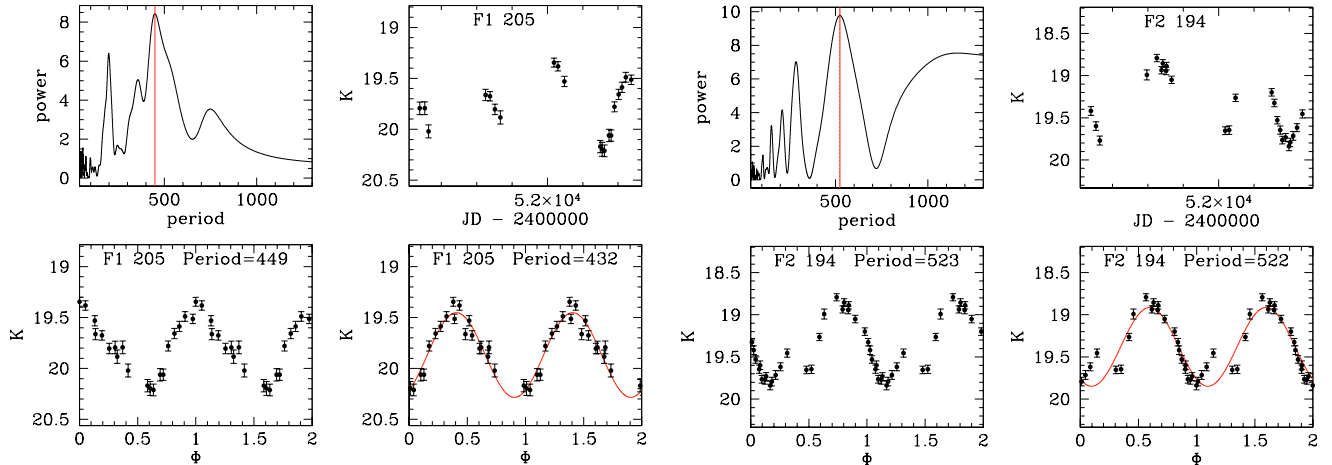 F1 205
F2 194
8
6
4
2
0
power
500
1000
period
19
19.5
20
20.5
K
5.2×10⁴
JD − 2400000
10
8
6
4
2
0
power
500
1000
period
18.5
19
19.5
20
K
5.2×10⁴
JD − 2400000
F1 205 Period=449
19
19.5
20
20.5
K
0
0.5
1
1.5
2
Φ
F1 205 Period=432
19
19.5
20
20.5
K
0
0.5
1
1.5
2
Φ
F2 194 Period=523
18.5
19
19.5
20
K
0
0.5
1
1.5
2
Φ
F2 194 Period=522
18.5
19
19.5
20
K
0
0.5
1
1.5
2
Φ